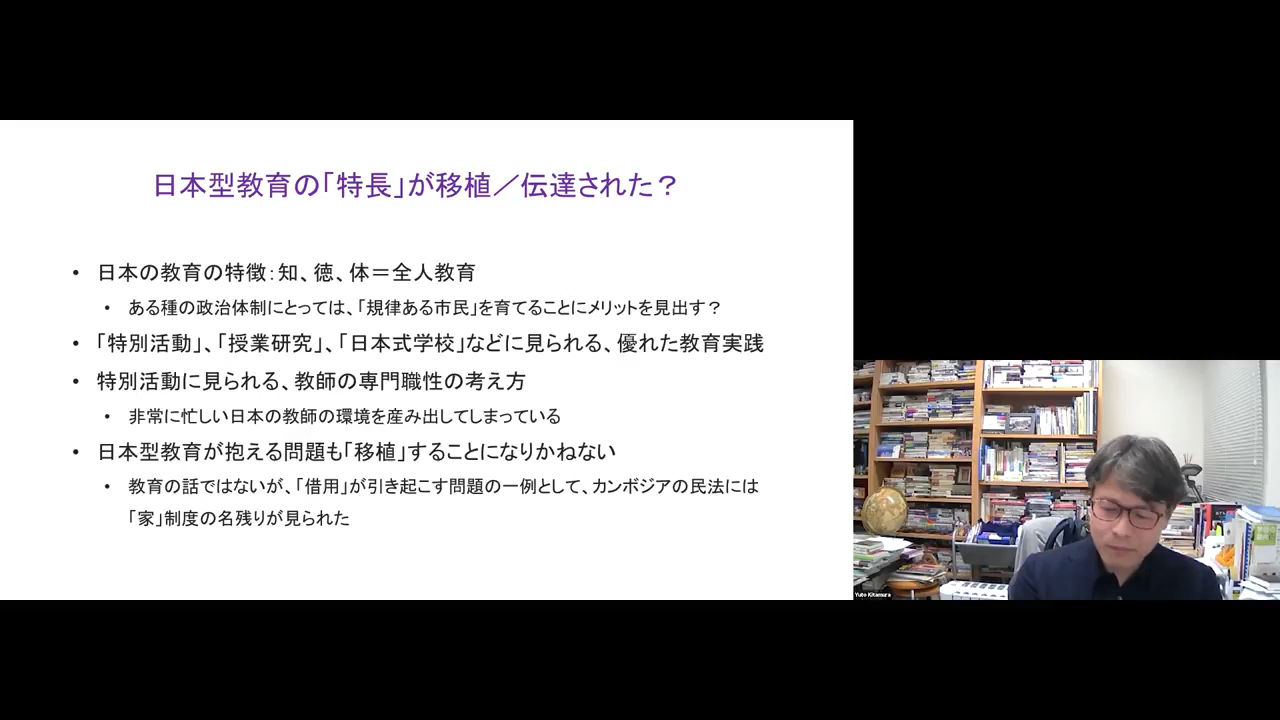 日本型教育の「特長」が移植／伝達された？
• 日本の教育の特徴：知、徳、体＝全人教育
• ある種の政治体制にとっては、「規律ある市民」を育てることにメリットを見出す？
• 「特別活動」、「授業研究」、「日本式学校」などに見られる、優れた教育実践
• 特別活動に見られる、教師の専門職性の考え方
• 非常に忙しい日本の教師の環境を産み出してしまっている
• 日本型教育が抱える問題も「移植」することになりかねない
• 教育の話ではないが、「借用」が引き起こす問題の一例として、カンボジアの民法には
「家」制度の名残りが見られた
Yuto Kitamura